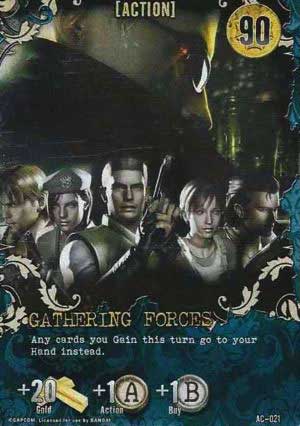 [ACTION]
90
GATHERING FORCES
Any cards you Gain this turn go to your
Hand instead.
+20 +1 A +1 B
Gold Action Buy
©CAPCOM. Licensed for use by BANDAI AC-021